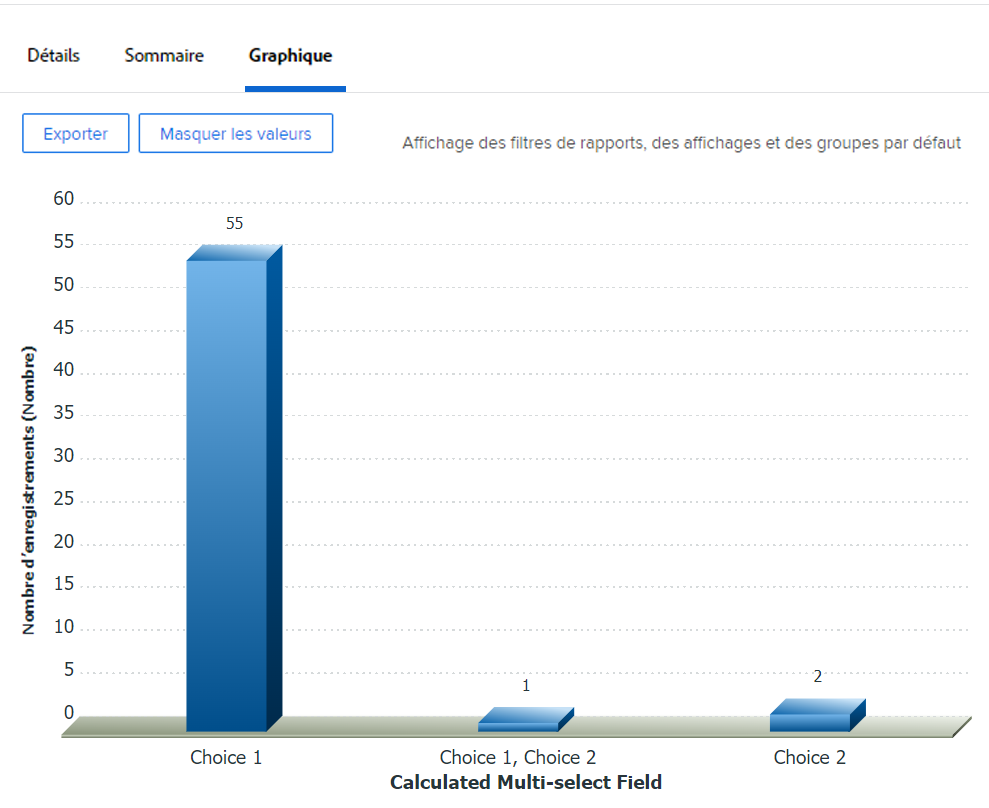 Détails Sommaire Graphique
Exporter Masquer les valeurs
Affichage des filtres de rapports, des affichages et des groupes par défaut
Nombre d'enregistrements (Nombre)
60
55
50
45
40
35
30
25
20
15
10
5
0
55
1
2
Choice 1 Choice 1, Choice 2 Choice 2
Calculated Multi-select Field